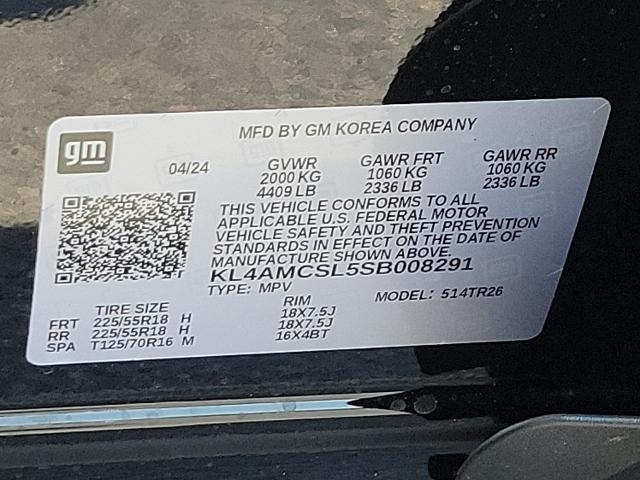 gm
MFD BY GM KOREA COMPANY
04/24
GVWR
2000 KG
4409 LB
GAWR FRT
1060 KG
2336 LB
GAWR RR
1060 KG
2336 LB
THIS VEHICLE CONFORMS TO ALL
APPLICABLE U.S. FEDERAL MOTOR
VEHICLE SAFETY AND THEFT PREVENTION
STANDARDS IN EFFECT ON THE DATE OF
MANUFACTURE SHOWN ABOVE.
KL4AMCSL5SB008291
TYPE: MPV
MODEL: 514TR26
TIRE SIZE RIM
FRT 225/55R18 H 18X7.5J
RR 225/55R18 H 18X7.5J
SPA T125/70R16 M 16X4BT